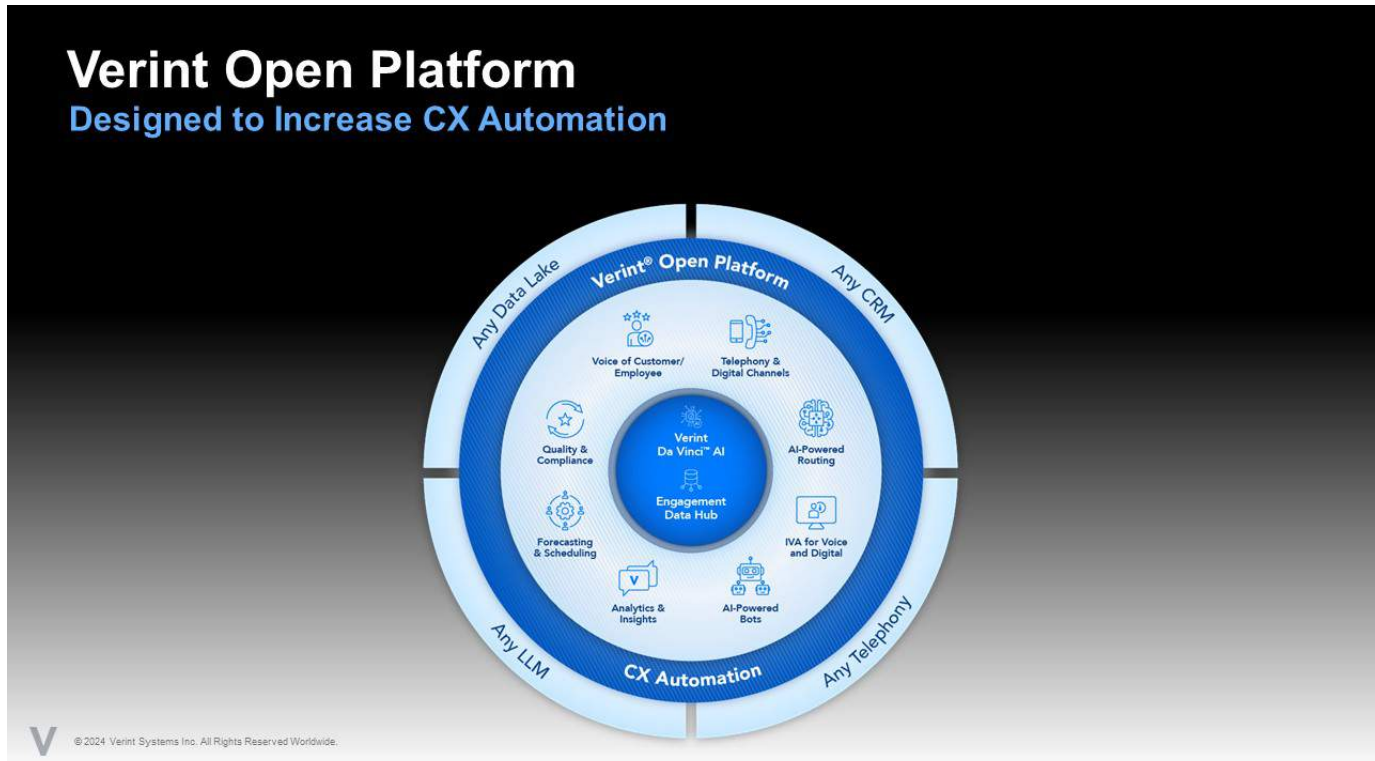 Verint Open Platform
Designed to Increase CX Automation
Any Data Lake
Any CRM
Verint® Open Platform
Voice of Customer/
Employee
Telephony &
Digital Channels
Quality &
Compliance
Verint
Da Vinci™ AI
AI-Powered
Routing
Engagement
Data Hub
Forecasting
& Scheduling
IVA for Voice
and Digital
V
Analytics &
Insights
AI-Powered
Bots
Any LLM
Any Telephony
CX Automation
V
© 2024 Verint Systems Inc. All Rights Reserved Worldwide.